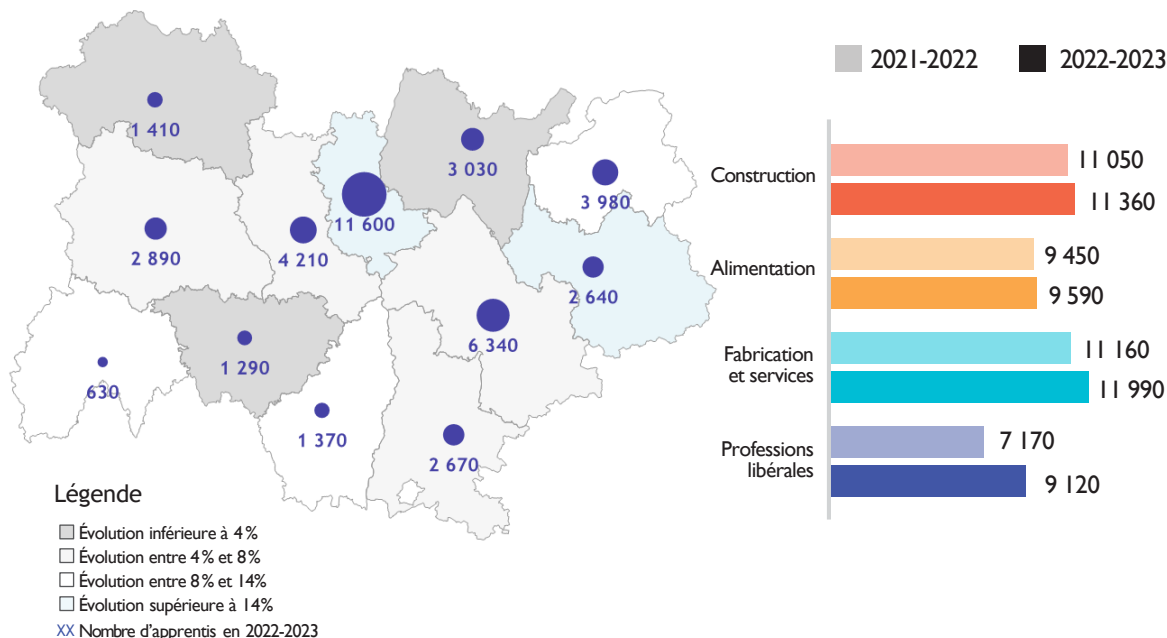 1 410
3 030
3 980
11 600
2 890
4 210
2 640
6 340
1 290
630
1 370
2 670
Légende
Évolution inférieure à 4 %
Évolution entre 4 % et 8 %
Évolution entre 8 % et 14%
Évolution supérieure à 14%
XX Nombre d'apprentis en 2022-2023
2021-2022 2022-2023
Construction
11 050
11 360
Alimentation
9 450
9 590
Fabrication
et services
11 160
11 990
Professions
libérales
7 170
9 120